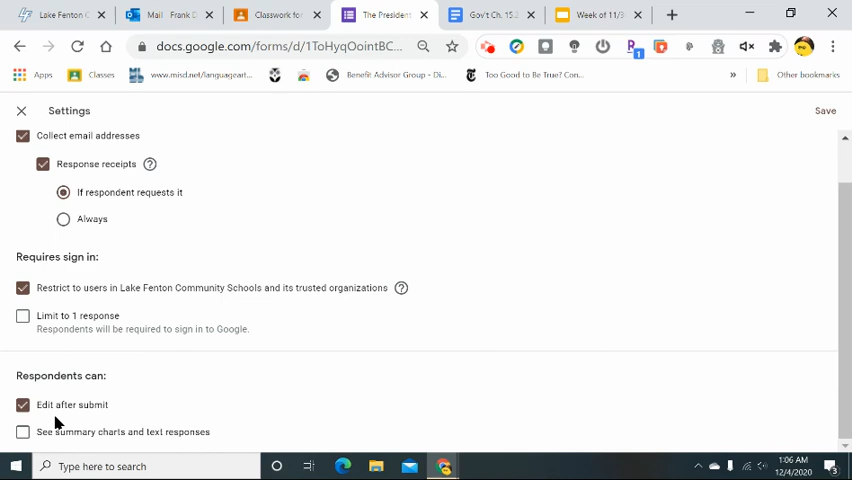 Lake Fenton C
Mail - Frank D
Classwork for
The President
Gov't Ch. 15.2
Week of 11/3
docs.google.com/forms/d/1ToHyqOointBC...
Apps
Classes
www.misd.net/languageart...
Benefit Advisor Group - Di...
Too Good to Be True? Con...
»
Other bookmarks
Settings
Save
Collect email addresses
Response receipts
If respondent requests it
Always
Requires sign in:
Restrict to users in Lake Fenton Community Schools and its trusted organizations
Limit to 1 response
Respondents will be required to sign in to Google.
Respondents can:
Edit after submit
See summary charts and text responses
Type here to search
1:06 AM
12/4/2020
3